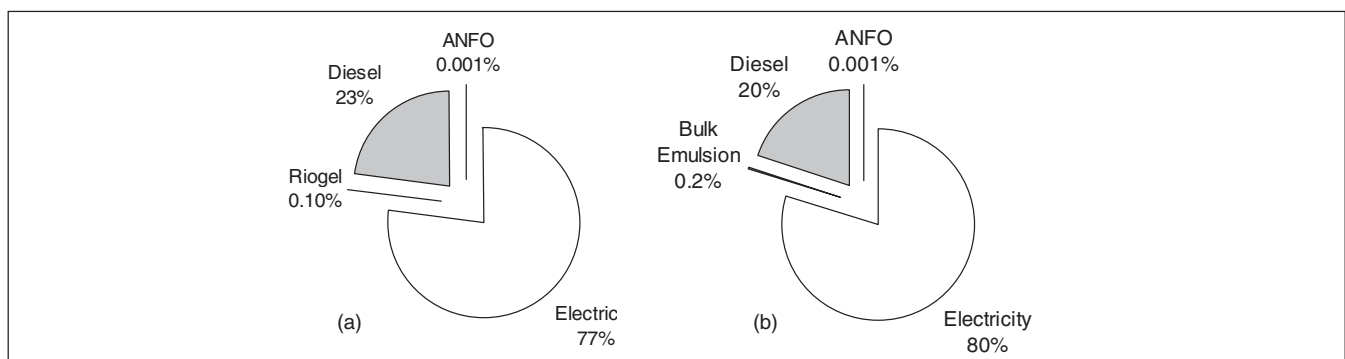 ANFO
0.001%
Diesel
23%
Riogel
0.10%
Electric
77%
(a)
ANFO
0.001%
Diesel
20%
Bulk
Emulsion
0.2%
Electricity
80%
(b)